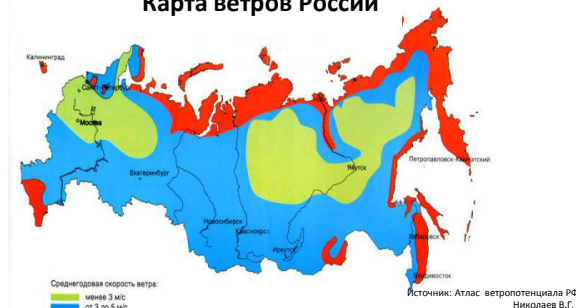 Карта ветров России
Калининград
Санкт-Петербург
Москва
Екатеринбург
Новосибирск
Красноярск
Иркутск
Якутск
Петропавловск-Камчатский
Хабаровск
Владивосток
Среднегодовая скорость ветра:
менее 3 м/с
от 3 до 5 м/с
Источник: Атлас ветропотенциала РФ
Николаев В.Г.